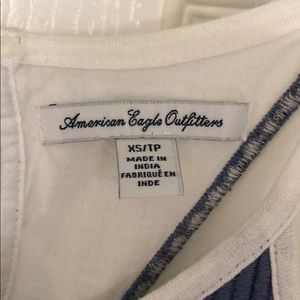 American Eagle Outfitters
XS/TP
MADE IN
INDIA
FABRIQUÉ EN
INDE